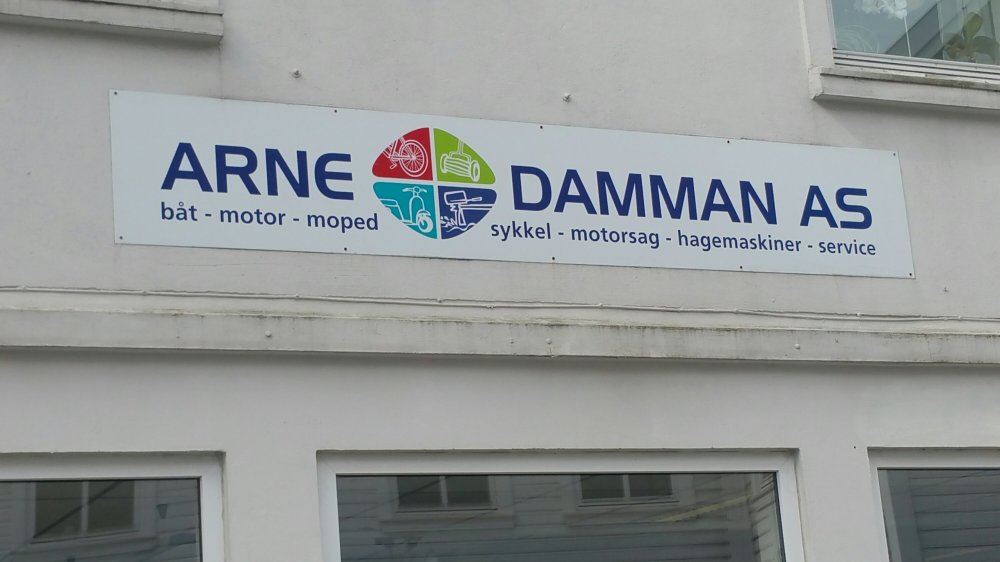 ARNE DAMMAN AS
båt - motor - moped sykkel - motorsag - hagemaskiner - service